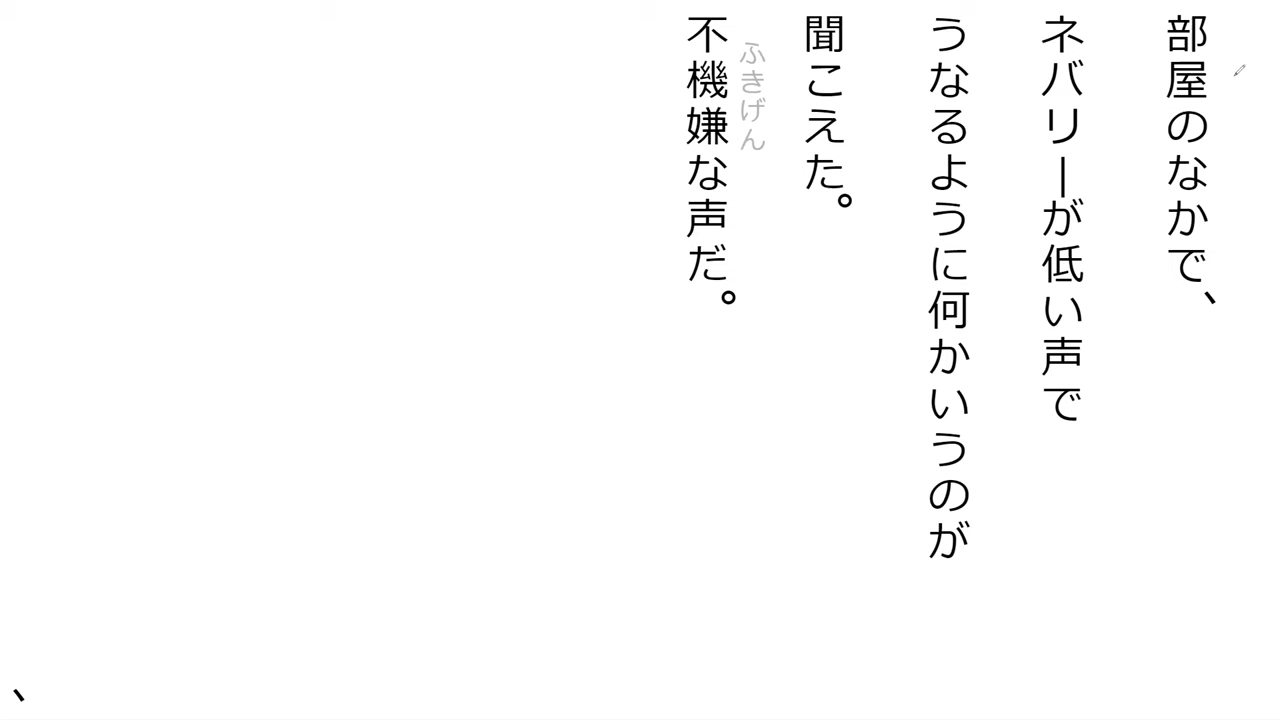 部屋のなかで、
ネバリーが低い声で
うなるように何かいうのが
聞こえた。
ふきげん
不機嫌な声だ。
、